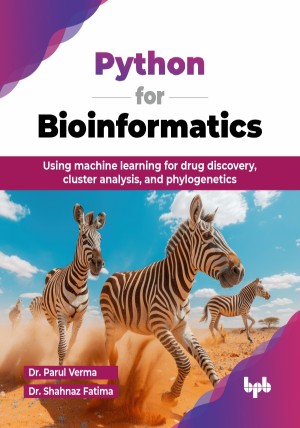 Python
for
Bioinformatics
Using machine learning for drug discovery,
cluster analysis, and phylogenetics
Dr. Parul Verma
Dr. Shahnaz Fatima
bpb